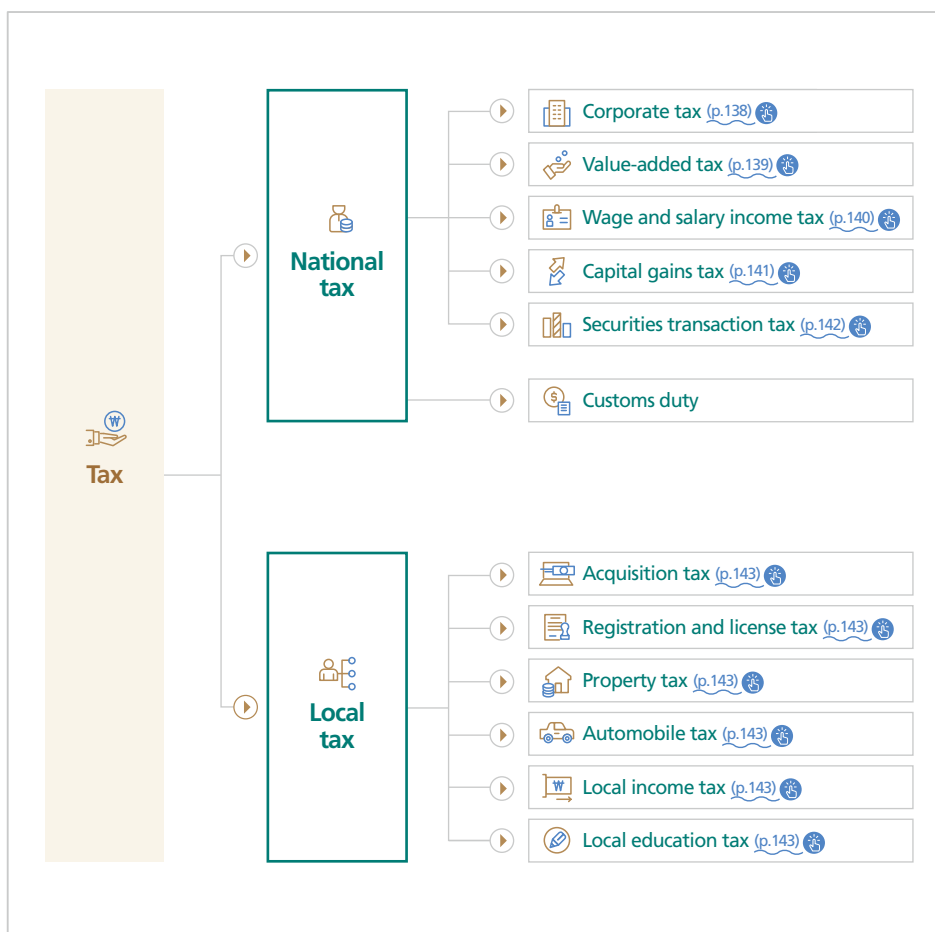 Tax
National
tax
Corporate tax (p.138)
Value-added tax (p.139)
Wage and salary income tax (p.140)
Capital gains tax (p.141)
Securities transaction tax (p.142)
Customs duty
Local
tax
Acquisition tax (p.143)
Registration and license tax (p.143)
Property tax (p.143)
Automobile tax (p.143)
Local income tax (p.143)
Local education tax (p.143)